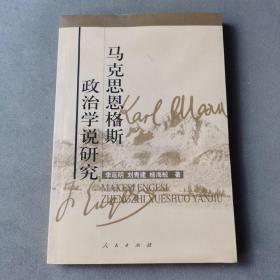 马克思恩格斯
政治学说研究
Karl Marx
F. Engels
李延明 刘青建 杨海蛟 著
MAKESI ENGESI
ZHENGZHI XUESHUO YANJIU
人民出版社